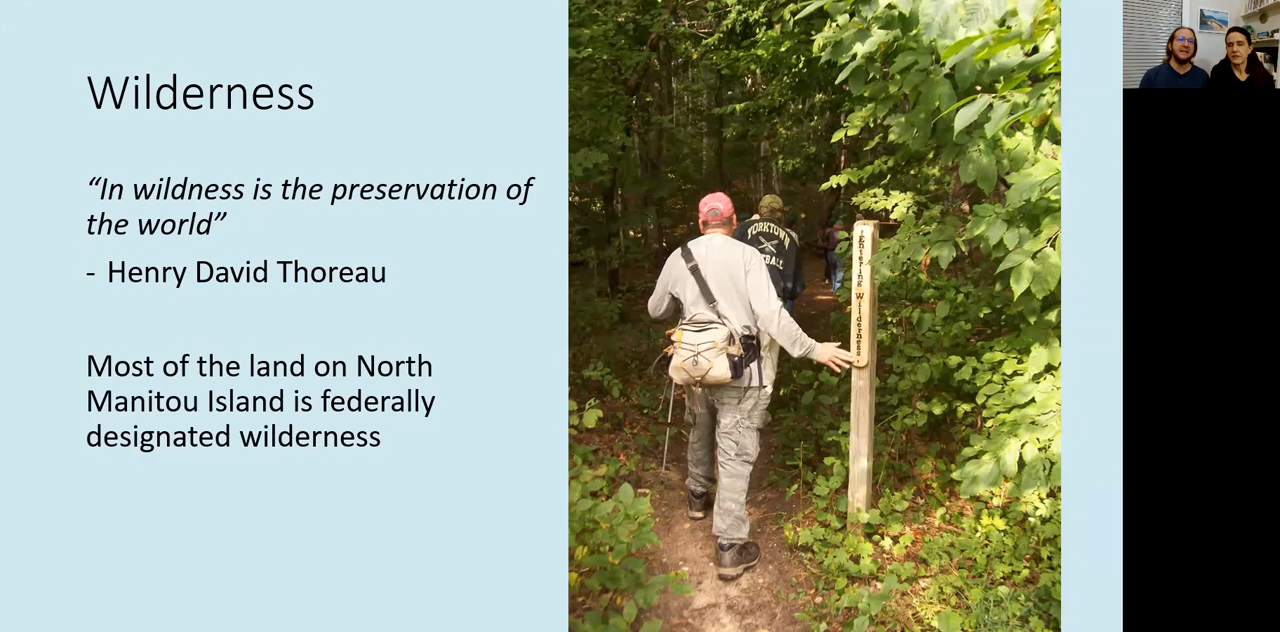 Wilderness
“In wildness is the preservation of
the world”
- Henry David Thoreau
Most of the land on North
Manitou Island is federally
designated wilderness
YORKTOWN
Entering Wilderness